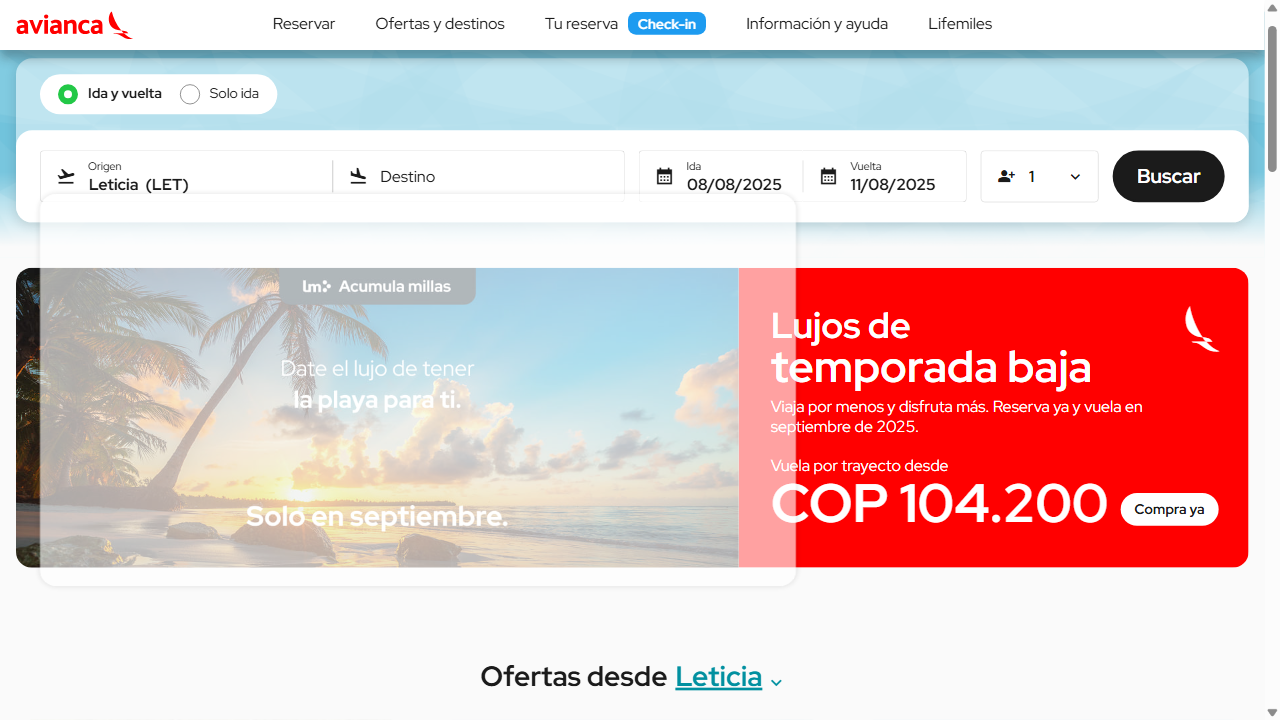 avianca
Reservar
Ofertas y destinos
Tu reserva
Check-in
Información y ayuda
Lifemiles
Ida y vuelta
Solo ida
Origen
Leticia (LET)
Destino
Ida
08/08/2025
Vuelta
11/08/2025
1
Buscar
lm
Acumula millas
Date el lujo de tener
la playa para ti.
Solo en septiembre.
Lujos de
temporada baja
Viaja por menos y disfruta más. Reserva ya y vuela en
septiembre de 2025.
Vuela por trayecto desde
COP 104.200
Compra ya
Ofertas desde Leticia